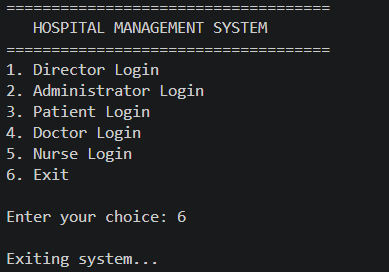 ====================================
HOSPITAL MANAGEMENT SYSTEM
====================================
1. Director Login
2. Administrator Login
3. Patient Login
4. Doctor Login
5. Nurse Login
6. Exit
Enter your choice: 6
Exiting system...